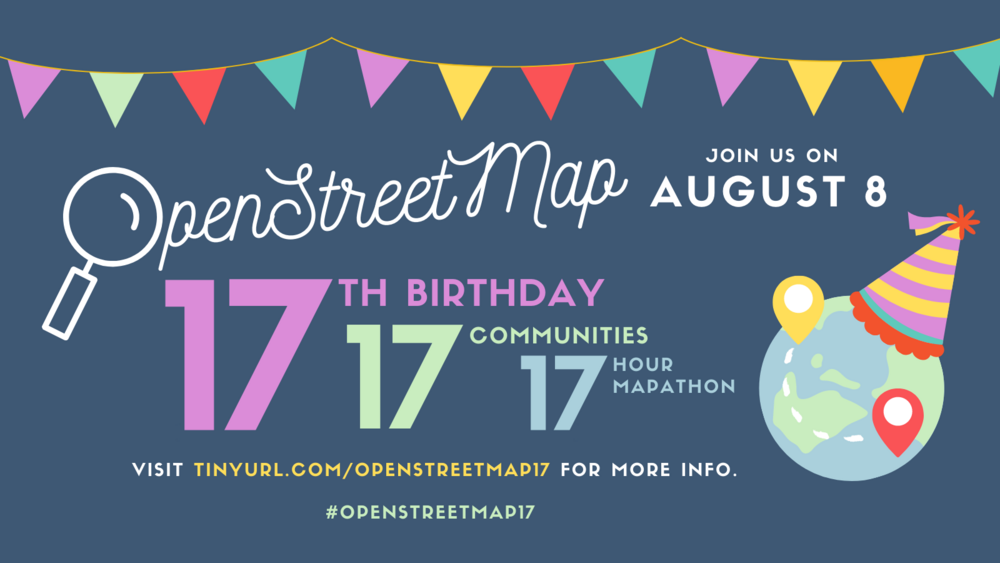 OpenStreetMap
JOIN US ON
AUGUST 8
17TH BIRTHDAY
17 COMMUNITIES
17 HOUR
MAPATHON
VISIT TINYURL.COM/OPENSTREETMAP17 FOR MORE INFO.
#OPENSTREETMAP17